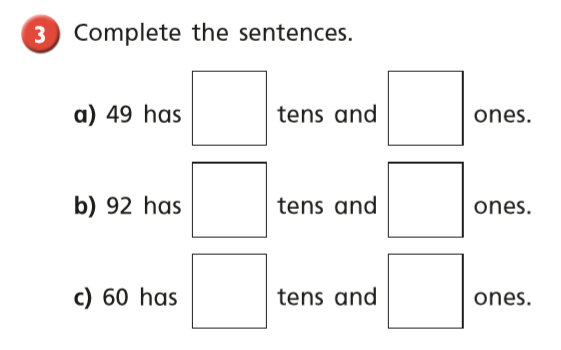 3 Complete the sentences.
a) 49 has tens and ones.
b) 92 has tens and ones.
c) 60 has tens and ones.